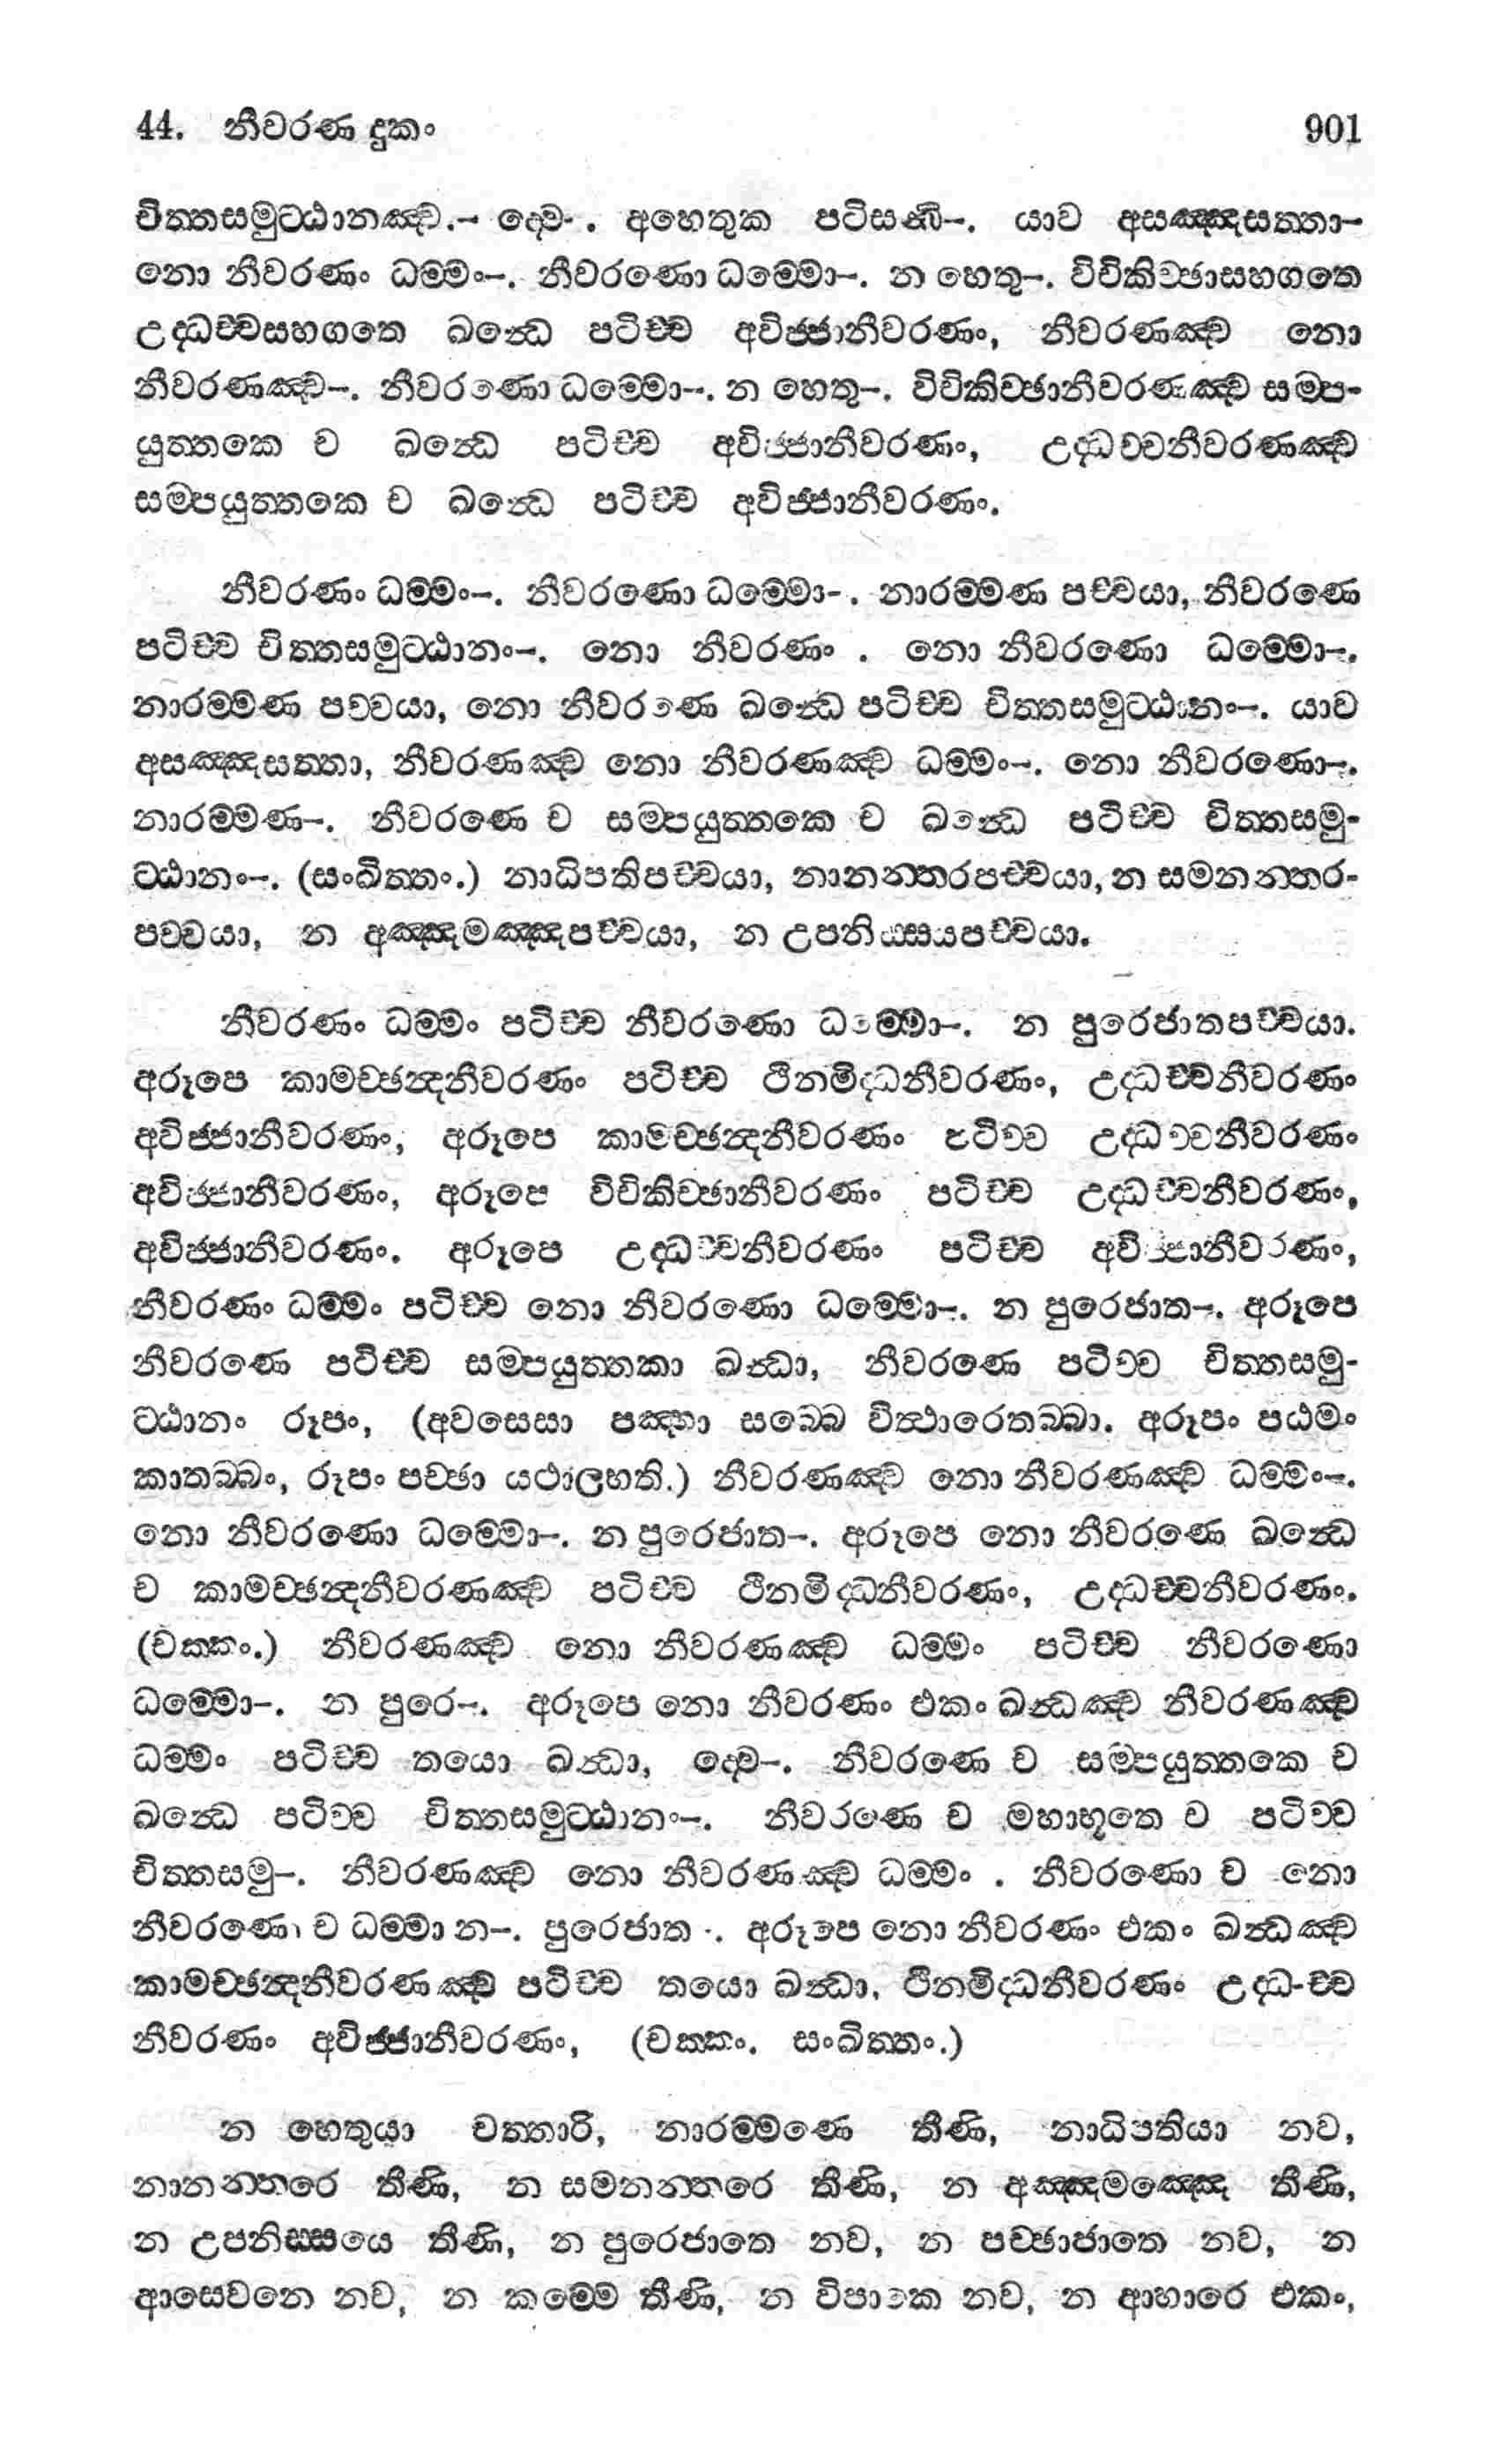 44. නීවරණ දුකං 901
චිත්තසමුට්ඨානඤ්ච.– ද්වෙ-. අහෙතුක පටිසන්ධි–. යාව අසඤ්ඤසත්තා–
නො නීවරණං ධම්මං–. නීවරණො ධම්මො–. න හෙතු–. විචිකිච්ඡාසහගතෙ
උද්ධච්චසහගතෙ ඛන්ධෙ පටිච්ච අවිජ්ජානීවරණං, නීවරණඤ්ච නො
නීවරණඤ්ච–. නීවරණො ධම්මො–. න හෙතු–. විචිකිච්ඡානීවරණඤ්ච සම්ප-
යුත්තකෙ ච ඛන්ධෙ පටිච්ච අවිජ්ජානීවරණං, උද්ධච්චනීවරණඤ්ච
සම්පයුත්තකෙ ච ඛන්ධෙ පටිච්ච අවිජ්ජානීවරණං.
නීවරණං ධම්මං–. නීවරණො ධම්මො-. නාරම්මණ පච්චයා, නීවරණෙ
පටිච්ච චිත්තසමුට්ඨානං–. නො නීවරණං . නො නීවරණො ධම්මො–.
නාරම්මණ පච්චයා, නො නීවරණෙ ඛන්ධෙ පටිච්ච චිත්තසමුට්ඨානං–. යාව
අසඤ්ඤසත්තා, නීවරණඤ්ච නො නීවරණඤ්ච ධම්මං–. නො නීවරණො–.
නාරම්මණ–. නීවරණෙ ච සම්පයුත්තකෙ ච ඛන්ධෙ පටිච්ච චිත්තසමු-
ට්ඨානං–. (සංඛිත්තං.) නාධිපතිපච්චයා, නානන්තරපච්චයා, න සමනන්තර-
පච්චයා, න අඤ්ඤමඤ්ඤපච්චයා, න උපනිස්සයපච්චයා.
නීවරණං ධම්මං පටිච්ච නීවරණො ධම්මො–. න පුරෙජාතපච්චයා.
අරූපෙ කාමච්ඡන්දනීවරණං පටිච්ච ථිනමිද්ධනීවරණං, උද්ධච්චනීවරණං
අවිජ්ජානීවරණං, අරූපෙ කාමච්ඡන්දනීවරණං පටිච්ච උද්ධච්චනීවරණං
අවිජ්ජානීවරණං, අරූපෙ විචිකිච්ඡානීවරණං පටිච්ච උද්ධච්චනීවරණං,
අවිජ්ජානීවරණං. අරූපෙ උද්ධච්චනීවරණං පටිච්ච අවිජ්ජානීවරණං,
නීවරණං ධම්මං පටිච්ච නො නීවරණො ධම්මො–. න පුරෙජාත–. අරූපෙ
නීවරණෙ පටිච්ච සම්පයුත්තකා ඛන්ධා, නීවරණෙ පටිච්ච චිත්තසමු-
ට්ඨානං රූපං, (අවසෙසා පඤ්හා සබ්බෙ විත්ථාරෙතබ්බා. අරූපං පඨමං
කාතබ්බං, රූපං පච්ඡා යථාලභති.) නීවරණඤ්ච නො නීවරණඤ්ච ධම්මං–.
නො නීවරණො ධම්මො–. න පුරෙජාත–. අරූපෙ නො නීවරණෙ ඛන්ධෙ
ච කාමච්ඡන්දනීවරණඤ්ච පටිච්ච ථිනමිද්ධනීවරණං, උද්ධච්චනීවරණං.
(චක්කං.) නීවරණඤ්ච නො නීවරණඤ්ච ධම්මං පටිච්ච නීවරණො
ධම්මො–. න පුරෙ–. අරූපෙ නො නීවරණං එකං ඛන්ධඤ්ච නීවරණඤ්ච
ධම්මං පටිච්ච තයො ඛන්ධා, ද්වෙ–. නීවරණෙ ච සම්පයුත්තකෙ ච
ඛන්ධෙ පටිච්ච චිත්තසමුට්ඨානං–. නීවරණෙ ච මහාභූතෙ ච පටිච්ච
චිත්තසමු–. නීවරණඤ්ච නො නීවරණඤ්ච ධම්මං . නීවරණො ච නො
නීවරණො ච ධම්මා න–. පුරෙජාත -. අරූපෙ නො නීවරණං එකං ඛන්ධඤ්ච
කාමච්ඡන්දනීවරණඤ්ච පටිච්ච තයො ඛන්ධා, ථිනමිද්ධනීවරණං උද්ධ-ච්ච
නීවරණං අවිජ්ජානීවරණං, (චක්කං. සංඛිත්තං.)
න හෙතුයා චත්තාරි, නාරම්මණෙ තීණි, නාධිපතියා නව,
නානන්තරෙ තීණි, න සමනන්තරෙ තීණි, න අඤ්ඤමඤ්ඤෙ තීණි,
න උපනිස්සයෙ තීණි, න පුරෙජාතෙ නව, න පච්ඡාජාතෙ නව, න
ආසෙවනෙ නව, න කම්මෙ තීණි, න විපාකෙ නව, න ආහාරෙ එකං,